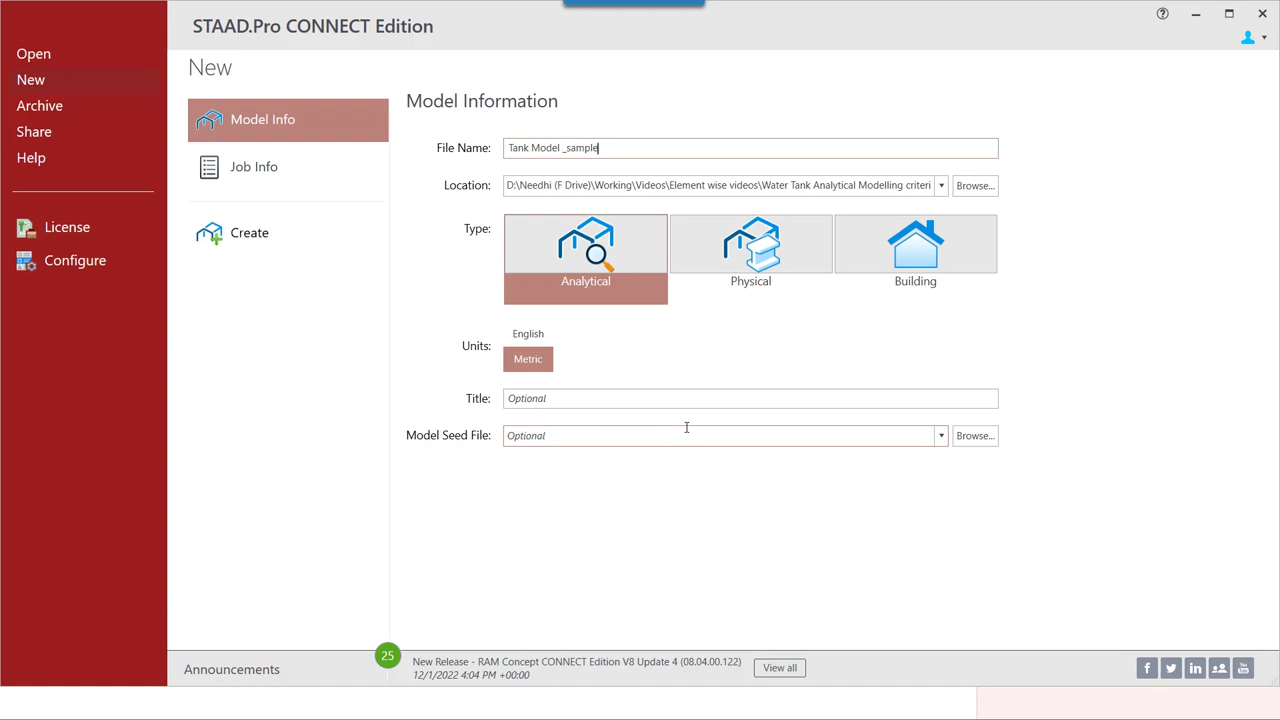 STAAD.Pro CONNECT Edition
Open
New
Archive
Share
Help
License
Configure
New
Model Info
Job Info
Create
Model Information
File Name: Tank Model _sample
Location: D:\Needhi (F Drive)\Working\Videos\Element wise videos\Water Tank Analytical Modelling criteri Browse...
Type:
Analytical Physical Building
English
Units:
Metric
Title: Optional
Model Seed File: Optional Browse...
Announcements
25
New Release - RAM Concept CONNECT Edition V8 Update 4 (08.04.00.122)
12/1/2022 4:04 PM +00:00
View all